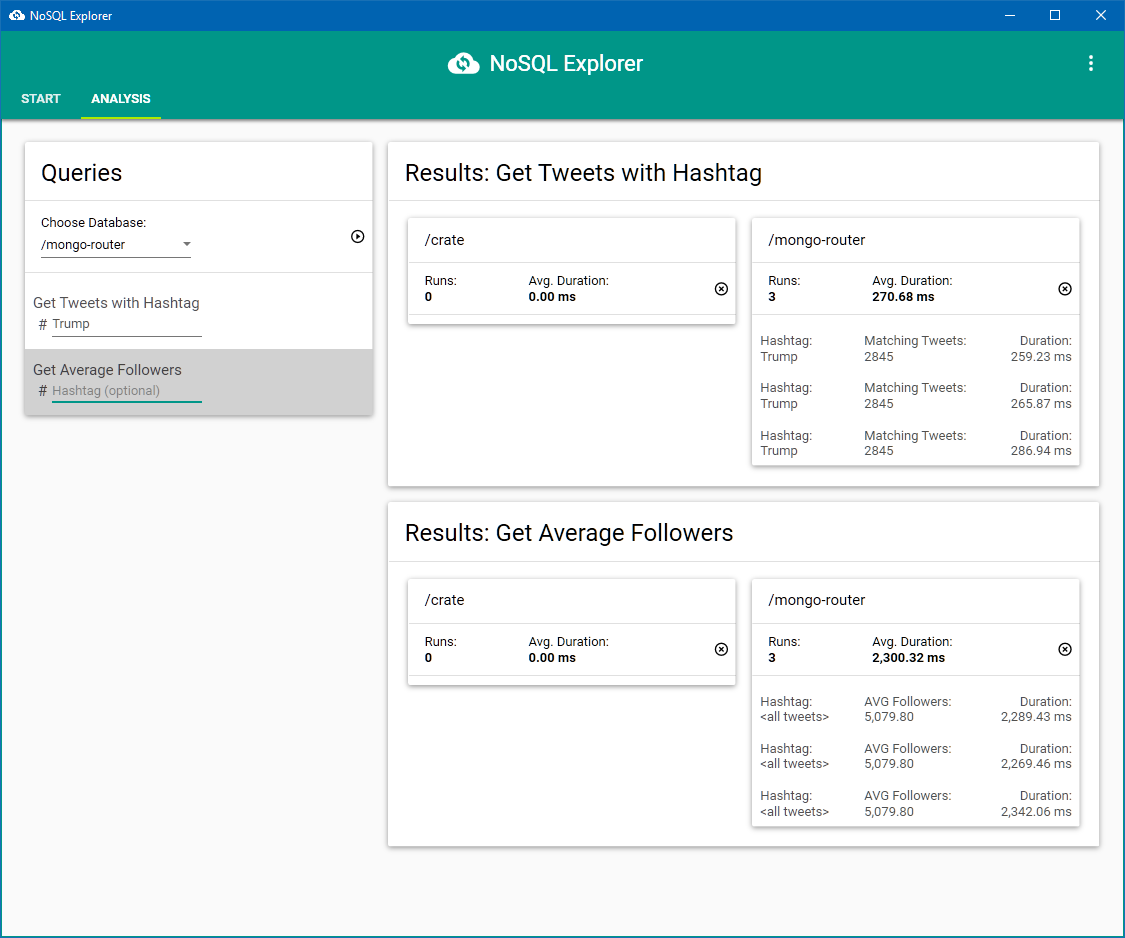 NoSQL Explorer
NoSQL Explorer
START ANALYSIS
Queries
Choose Database:
/mongo-router
Get Tweets with Hashtag
# Trump
Get Average Followers
# Hashtag (optional)
Results: Get Tweets with Hashtag
/crate
Runs: Avg. Duration:
0 0.00 ms
/mongo-router
Runs: Avg. Duration:
3 270.68 ms
Hashtag: Matching Tweets: Duration:
Trump 2845 259.23 ms
Hashtag: Matching Tweets: Duration:
Trump 2845 265.87 ms
Hashtag: Matching Tweets: Duration:
Trump 2845 286.94 ms
Results: Get Average Followers
/crate
Runs: Avg. Duration:
0 0.00 ms
/mongo-router
Runs: Avg. Duration:
3 2,300.32 ms
Hashtag: AVG Followers: Duration:
<all tweets> 5,079.80 2,289.43 ms
Hashtag: AVG Followers: Duration:
<all tweets> 5,079.80 2,269.46 ms
Hashtag: AVG Followers: Duration:
<all tweets> 5,079.80 2,342.06 ms